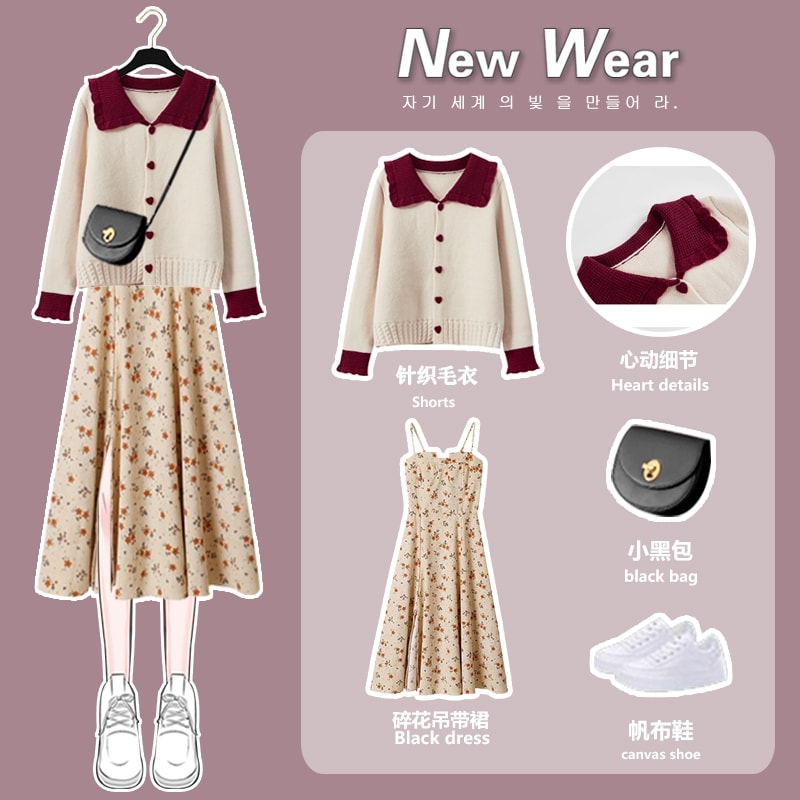 New Wear
자기 세계 의 빛 을 만들어 라.
针织毛衣
Shorts
心动细节
Heart details
小黑包
black bag
碎花吊带裙
Black dress
帆布鞋
canvas shoe